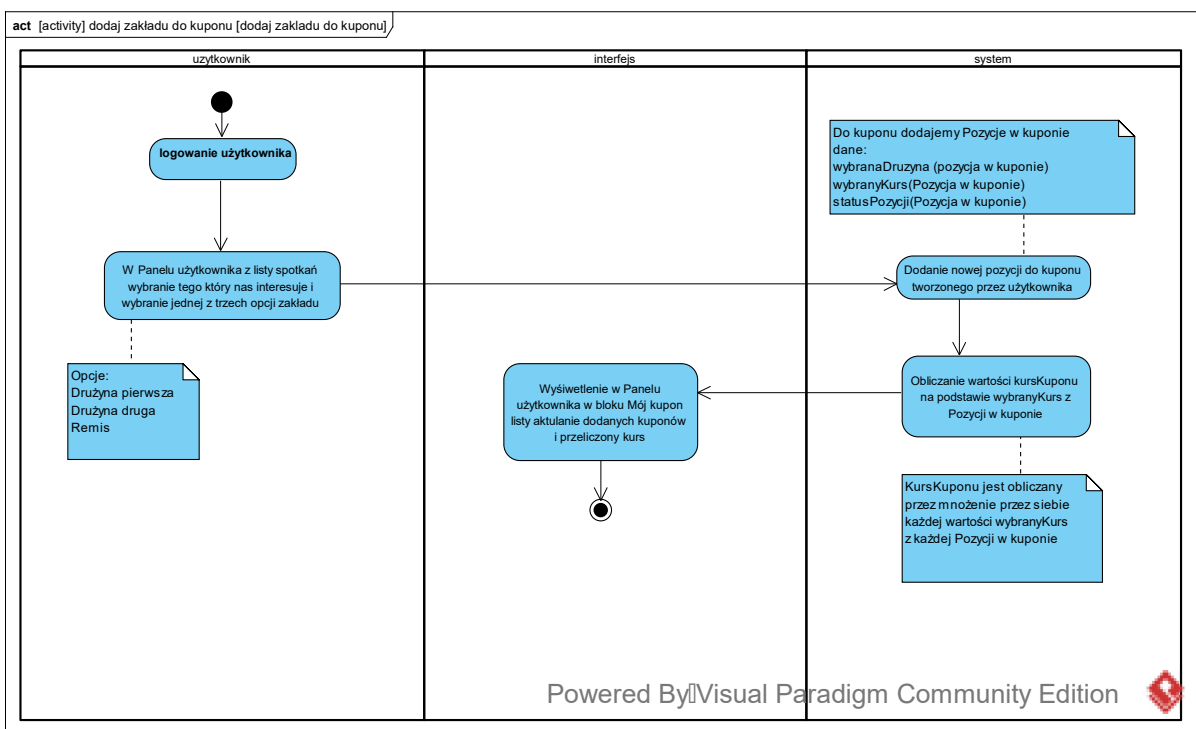 act [activity] dodaj zakładu do kuponu [dodaj zakladu do kuponu]
uzytkownik
interfejs
system
logowanie użytkownika
Do kuponu dodajemy Pozycje w kuponie
dane:
wybranaDruzyna (pozycja w kuponie)
wybranyKurs(Pozycja w kuponie)
statusPozycji(Pozycja w kuponie)
W Panelu użytkownika z listy spotkań
wybranie tego który nas interesuje i
wybranie jednej z trzech opcji zakładu
Dodanie nowej pozycji do kuponu
tworzonego przez użytkownika
Opcje:
Drużyna pierwsza
Drużyna druga
Remis
Wyśiwetlenie w Panelu
użytkownika w bloku Mój kupon
listy aktulanie dodanych kuponów
i przeliczony kurs
Obliczanie wartości kursKuponu
na podstawie wybranyKurs z
Pozycji w kuponie
KursKuponu jest obliczany
przez mnożenie przez siebie
każdej wartości wybranyKurs
z każdej Pozycji w kuponie
Powered By Visual Paradigm Community Edition